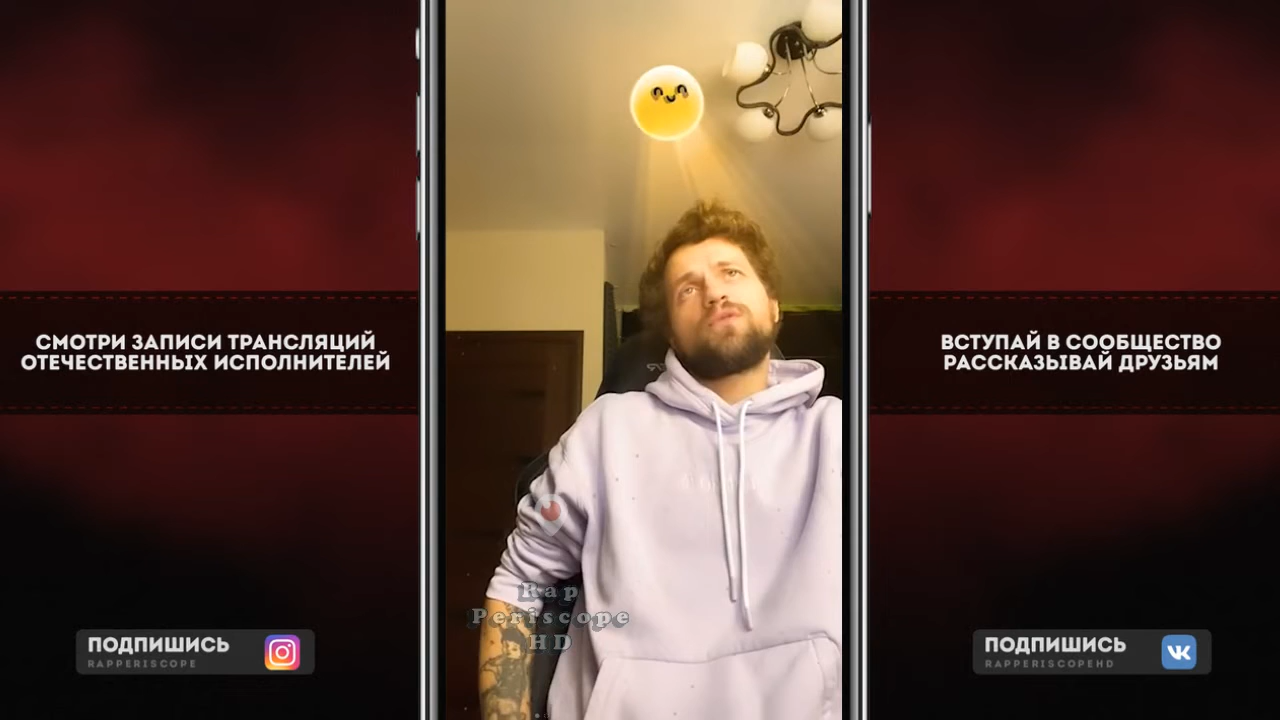 СМОТРИ ЗАПИСИ ТРАНСЛЯЦИЙ
ОТЕЧЕСТВЕННЫХ ИСПОЛНИТЕЛЕЙ
ПОДПИШИСЬ
RAPPERISCOPE
Rap
Periscope
HD
ВСТУПАЙ В СООБЩЕСТВО
РАССКАЗЫВАЙ ДРУЗЬЯМ
ПОДПИШИСЬ
RAPPERISCOPEHD